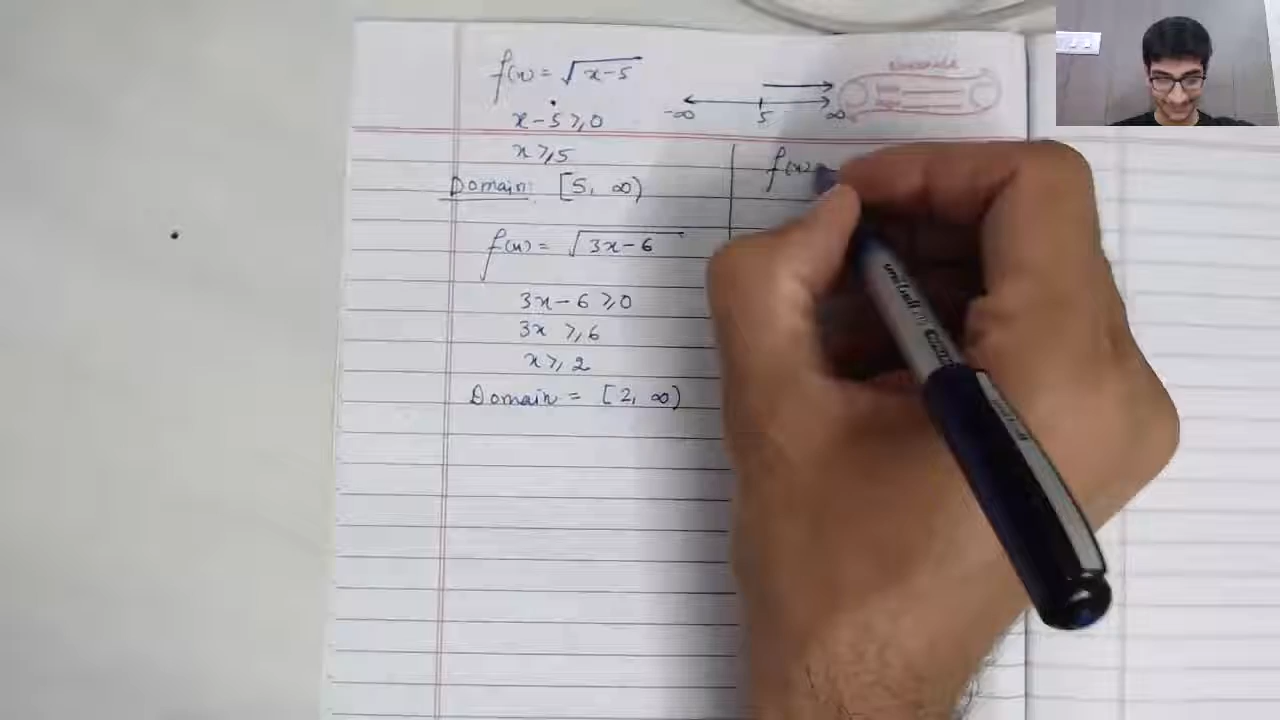 f(x) = √x-5
x - 5 ⩾ 0
x ⩾ 5
Domain: [5, ∞)
-∞ 5 ∞
f(x) = √3x - 6
3x - 6 ⩾ 0
3x ⩾ 6
x ⩾ 2
Domain = [2, ∞)
f(x)